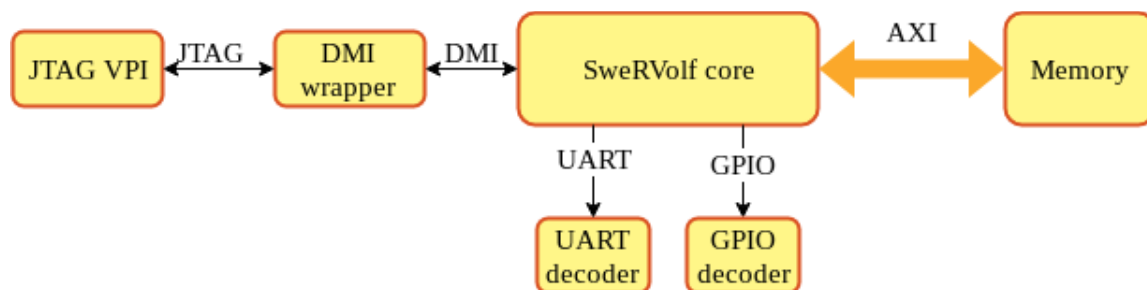 AXI
JTAG VPI
JTAG
DMI
wrapper
DMI
SweRVolf core
Memory
UART
GPIO
UART
decoder
GPIO
decoder